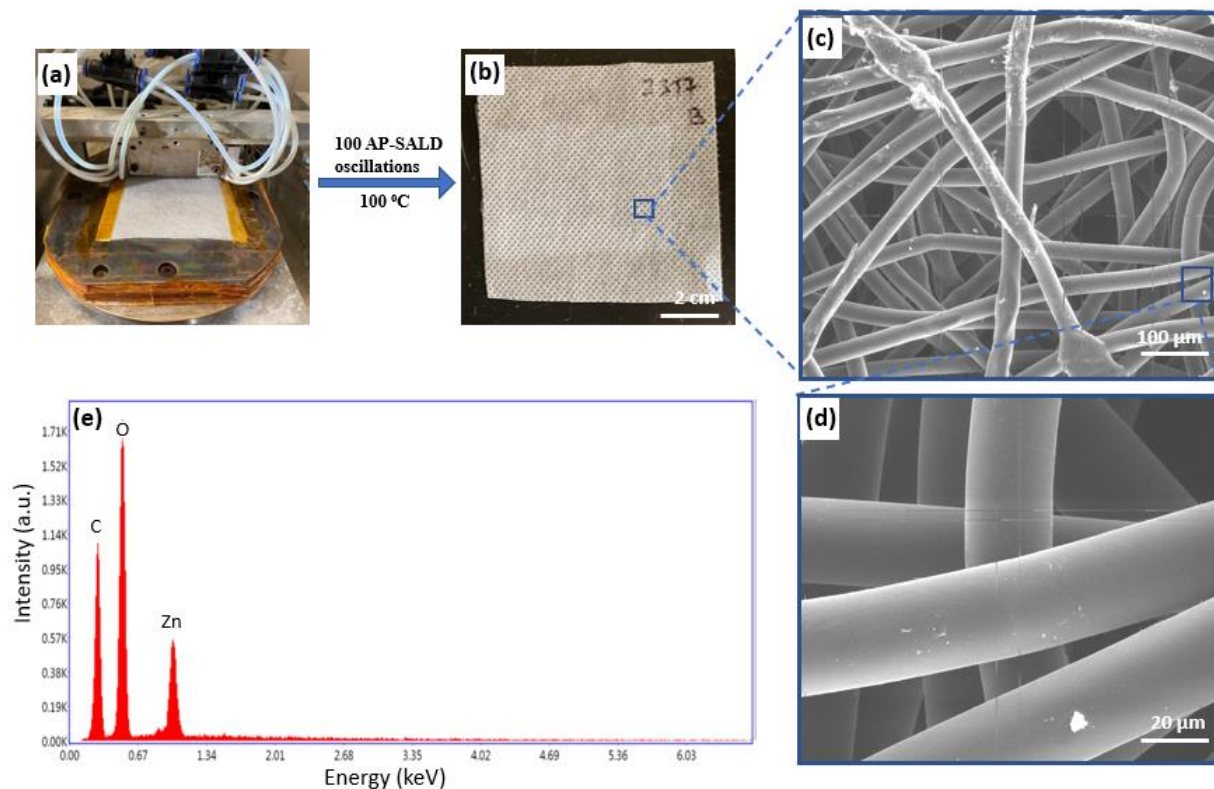 (a)
100 AP-SALD
oscillations
100 ⁰C
(b)
2357
B
2 cm
(c)
100 µm
(d)
20 µm
(e)
Intensity (a.u.)
1.71K
1.52K
1.33K
1.14K
0.95K
0.76K
0.57K
0.38K
0.19K
0.00K
C
O
Zn
0.00 0.67 1.34 2.01 2.68 3.35 4.02 4.69 5.36 6.03
Energy (keV)